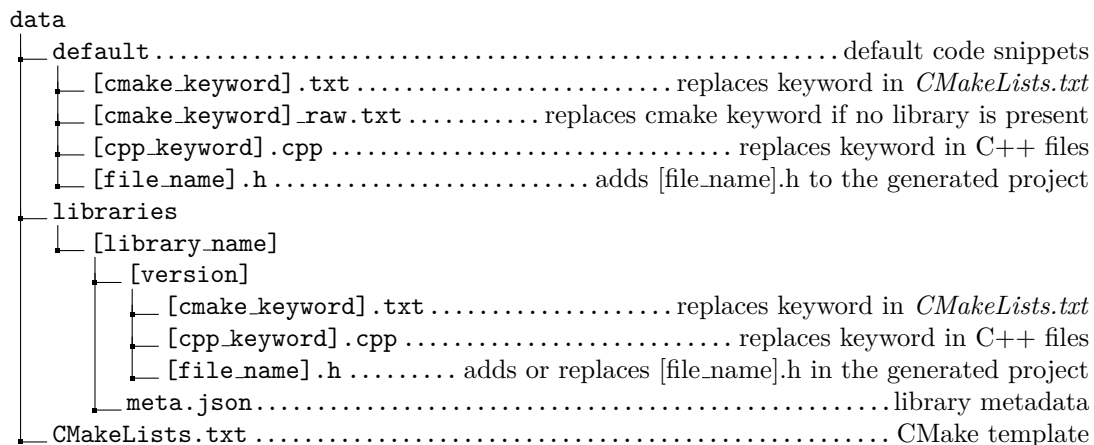 data
default......................................................default code snippets
[cmake_keyword].txt..........................replaces keyword in CMakeLists.txt
[cmake_keyword]_raw.txt...........replaces cmake keyword if no library is present
[cpp_keyword].cpp.................................replaces keyword in C++ files
[file_name].h..........................adds [file_name].h to the generated project
libraries
[library_name]
[version]
[cmake_keyword].txt.....................replaces keyword in CMakeLists.txt
[cpp_keyword].cpp...........................replaces keyword in C++ files
[file_name].h.........adds or replaces [file_name].h in the generated project
meta.json....................................................library metadata
CMakeLists.txt....................................................CMake template